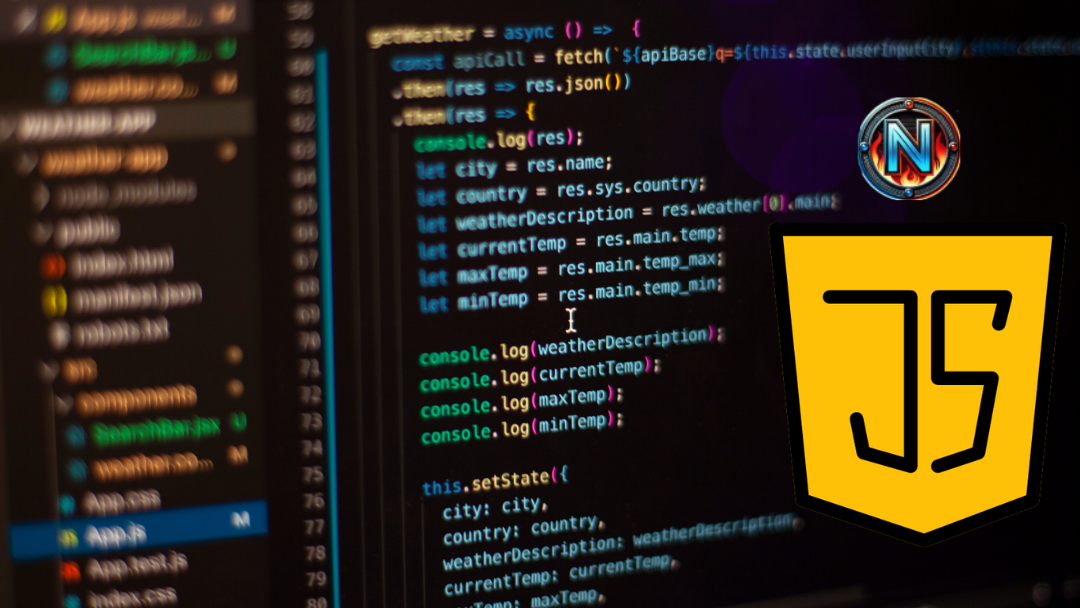 App.js
SearchBar.js... U
weather.co... M
WEATHER-APP
weather-app
node_modules
public
index.html
manifest.json
robots.txt
src
components
SearchBar.jsx U
weather.co... M
App.css
App.js M
App.test.js
index.css
58
59
60
61
62
63
64
65
66
67
68
69
70
71
72
73
74
75
76
77
78
79
80
getWeather = async () => {
const apiCall = fetch(`${apiBase}q=${this.state.userInputCity}
.then(res => res.json())
.then(res => {
console.log(res);
let city = res.name;
let country = res.sys.country;
let weatherDescription = res.weather[0].main;
let currentTemp = res.main.temp;
let maxTemp = res.main.temp_max;
let minTemp = res.main.temp_min;
console.log(weatherDescription);
console.log(currentTemp);
console.log(maxTemp);
console.log(minTemp);
this.setState({
city: city,
country: country,
weatherDescription: weatherDescription,
currentTemp: currentTemp,
maxTemp: maxTemp,
N
JS